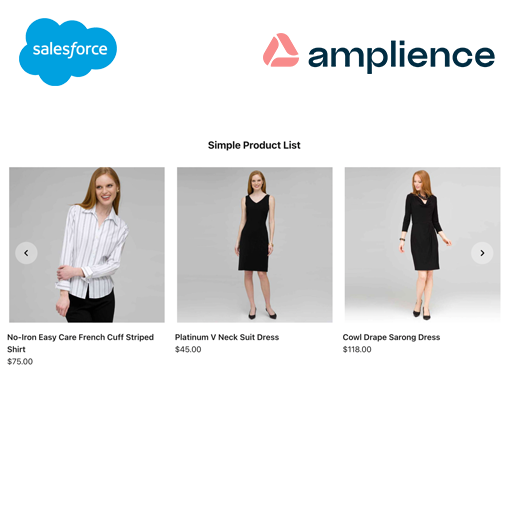 salesforce
amplience
Simple Product List
No-Iron Easy Care French Cuff Striped
Shirt
$75.00
Platinum V Neck Suit Dress
$45.00
Cowl Drape Sarong Dress
$118.00